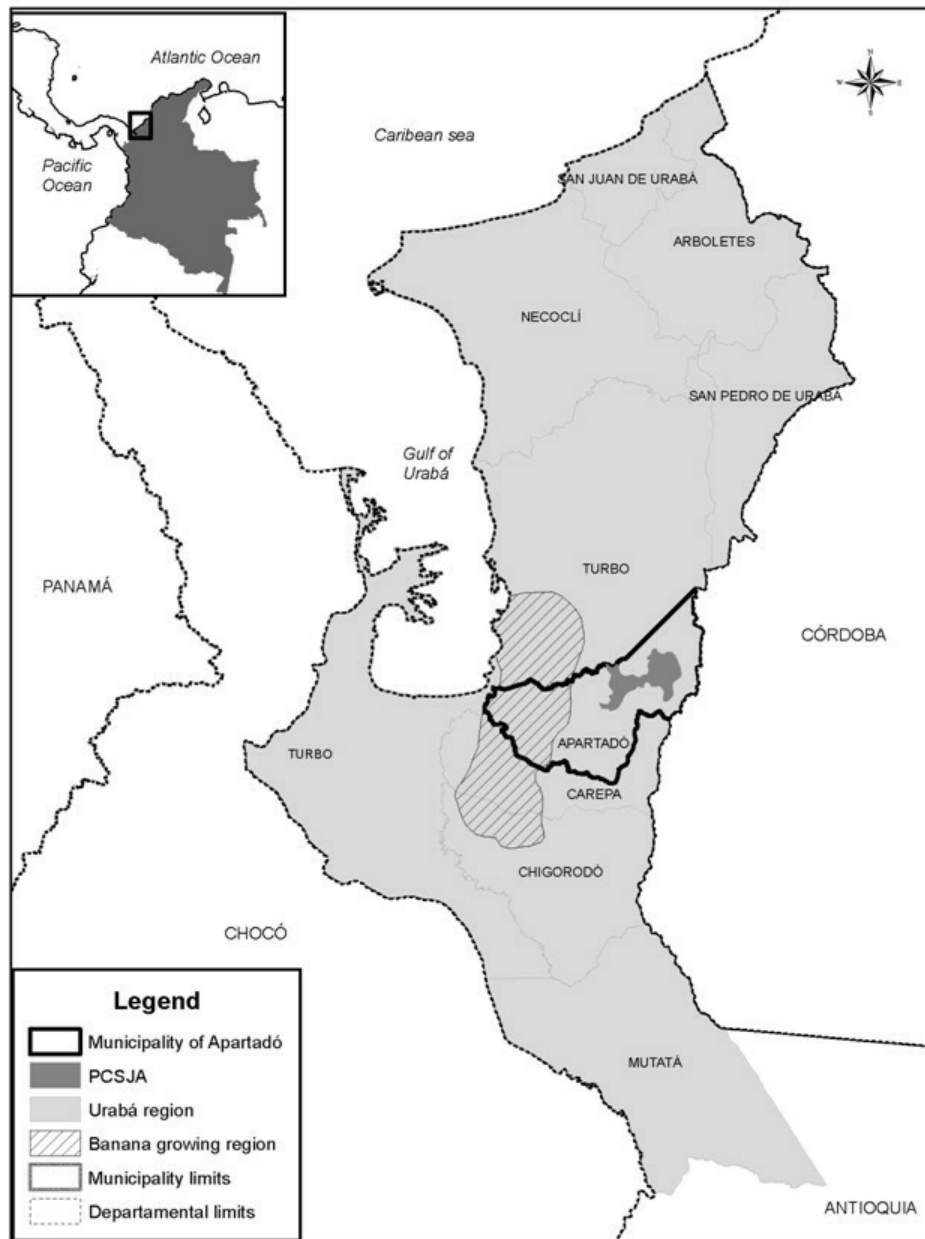 Atlantic Ocean
Pacific
Ocean
Caribean sea
N
SAN JUAN DE URABÁ
ARBOLETES
NECOCLÍ
SAN PEDRO DE URABÁ
Gulf of
Urabá
TURBO
PANAMÁ
CÓRDOBA
APARTADÓ
TURBO
CAREPA
CHIGORODÓ
CHOCÓ
MUTATÁ
ANTIOQUIA
Legend
Municipality of Apartadó
PCSJA
Urabá region
Banana growing region
Municipality limits
Departamental limits